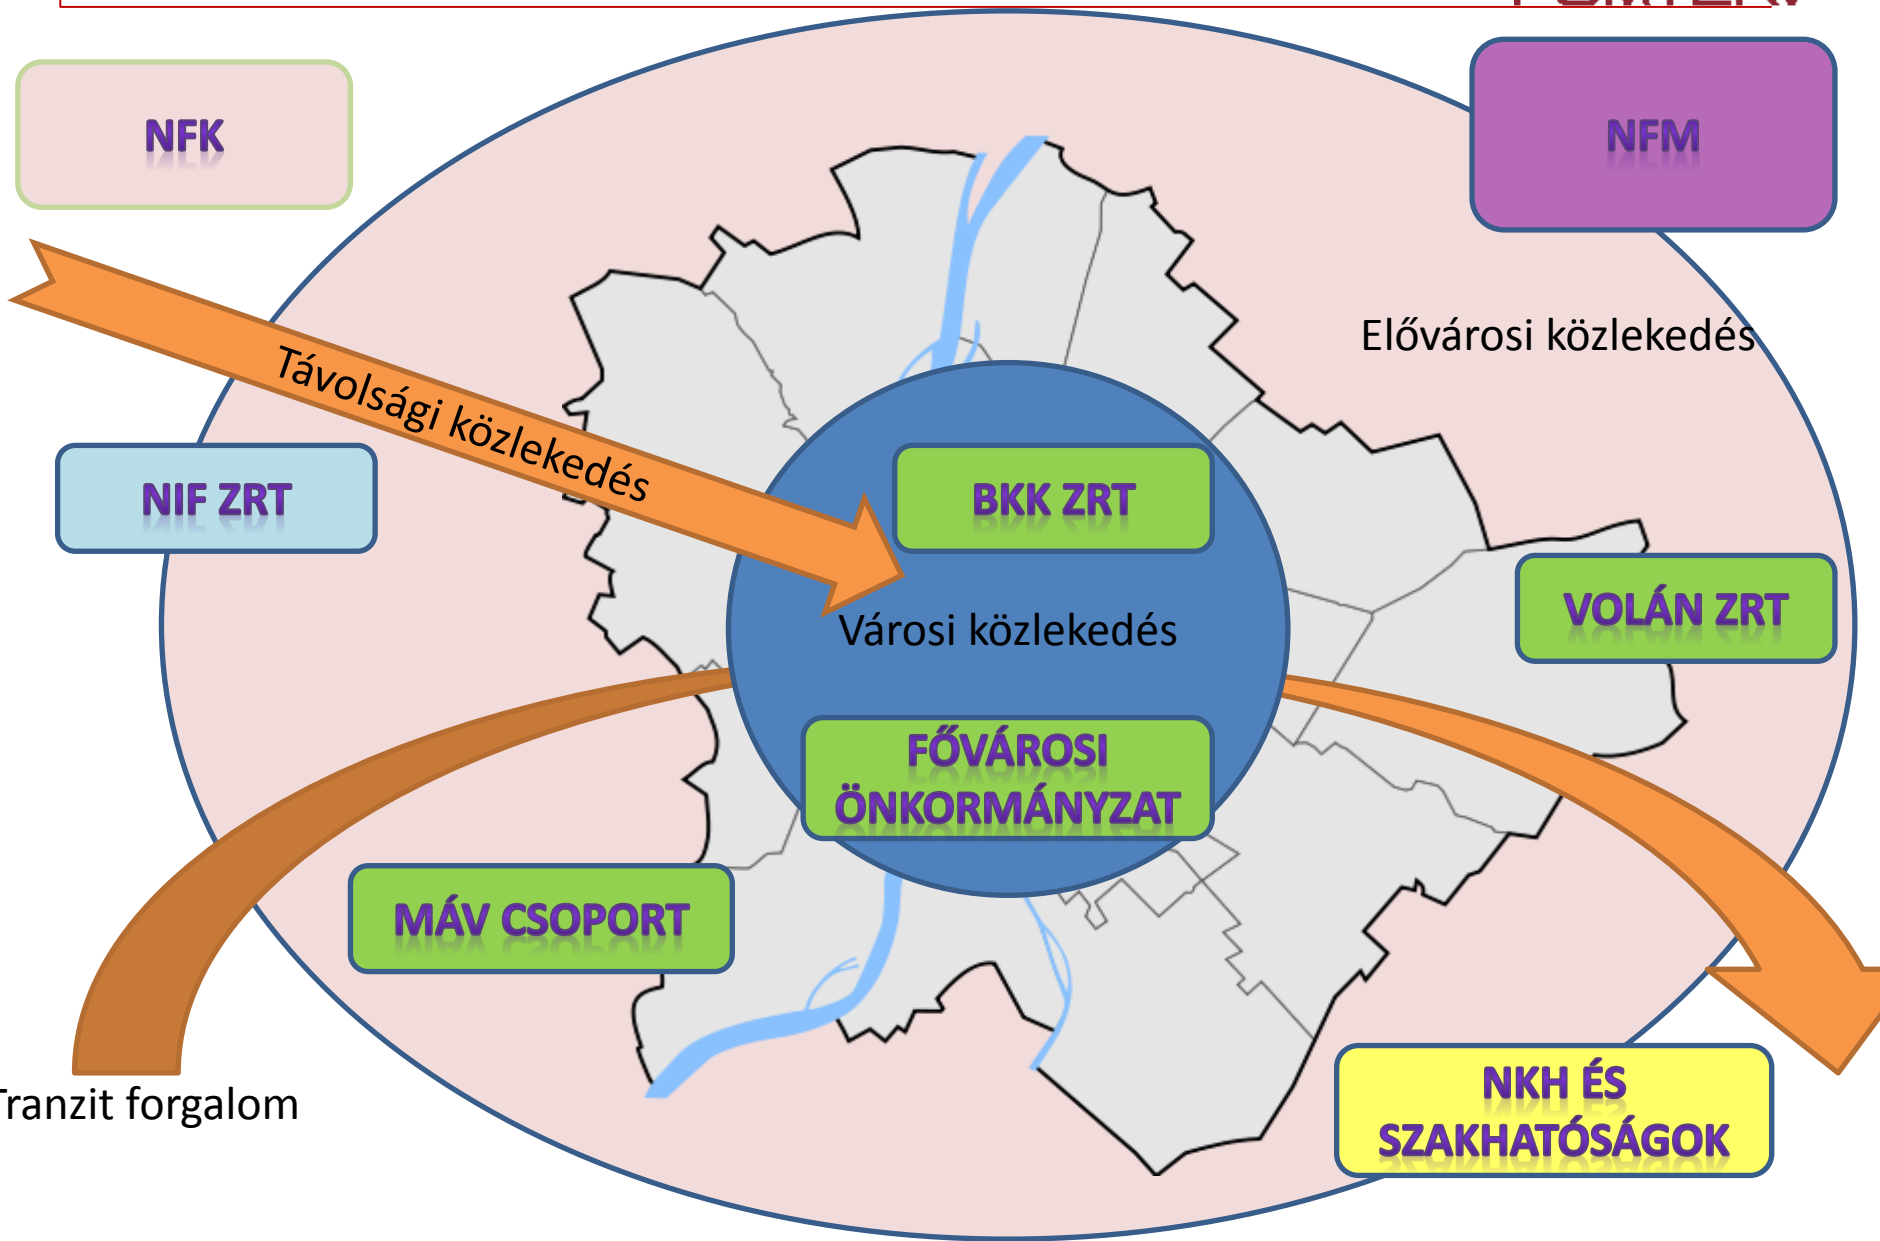 NFK
NFM
Elővárosi közlekedés
Távolsági közlekedés
NIF ZRT
BKK ZRT
VOLÁN ZRT
Városi közlekedés
FŐVÁROSI
ÖNKORMÁNYZAT
MÁV CSOPORT
Tranzit forgalom
NKH ÉS
SZAKHATÓSÁGOK